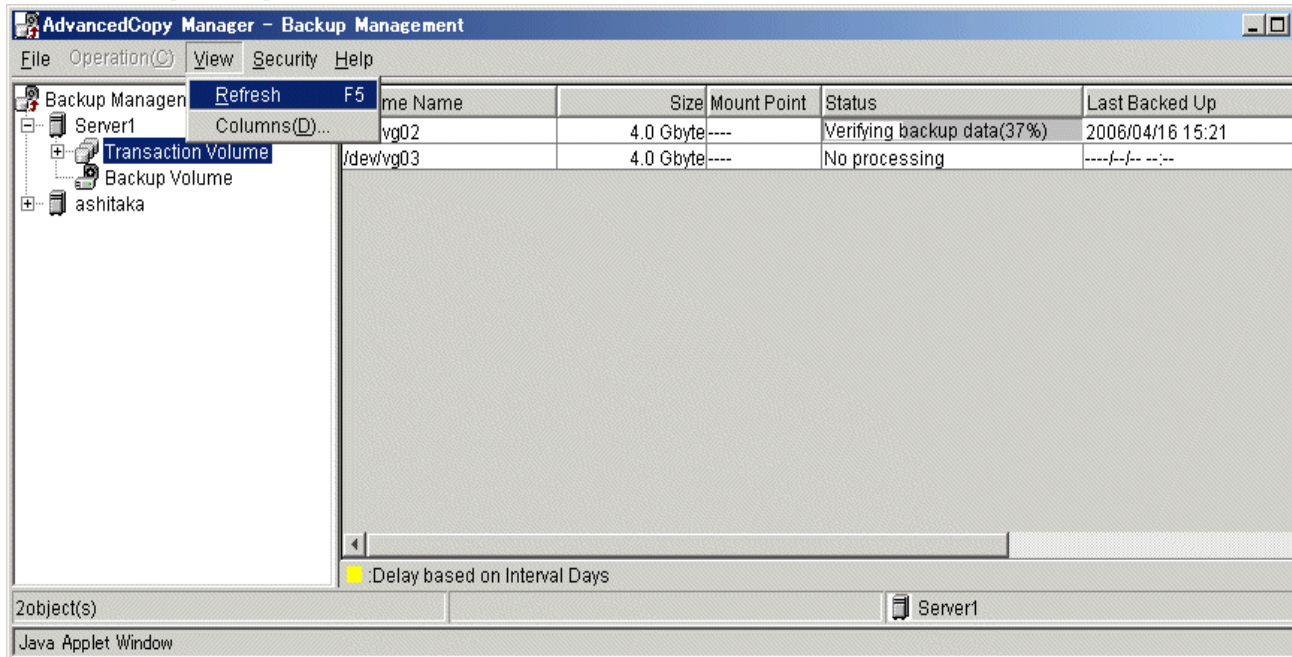 AdvancedCopy Manager - Backup Management
File Operation(C) View Security Help
Refresh F5
Columns(D)...
Backup Managen
Server1
Transaction Volume
Backup Volume
ashitaka
me Name Size Mount Point Status Last Backed Up
vg02 4.0 Gbyte ---- Verifying backup data(37%) 2006/04/16 15:21
/dev/vg03 4.0 Gbyte ---- No processing ----/--/-- --:--
:Delay based on Interval Days
2object(s) Server1
Java Applet Window